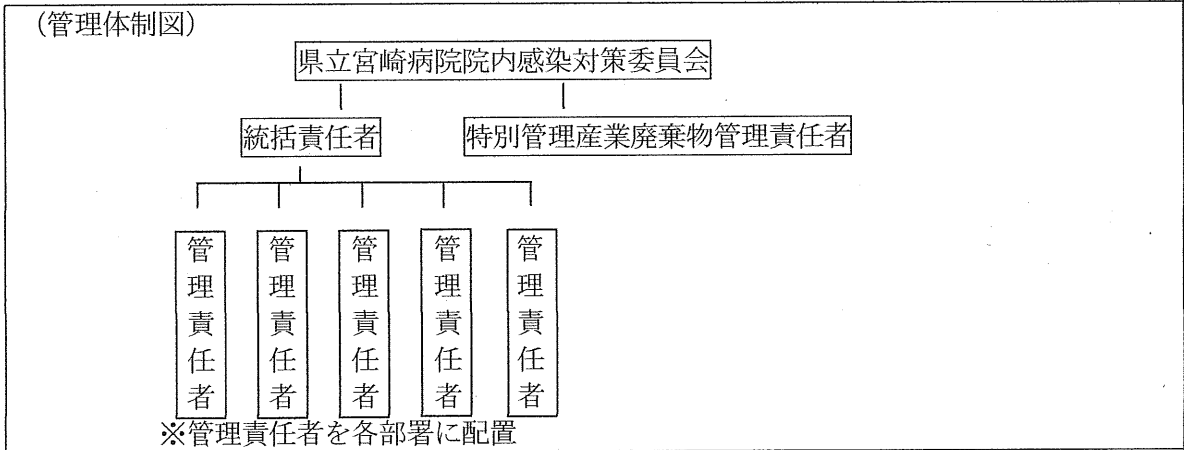 （管理体制図）
県立宮崎病院院内感染対策委員会
統括責任者
特別管理産業廃棄物管理責任者
管理責任者
管理責任者
管理責任者
管理責任者
管理責任者
※管理責任者を各部署に配置